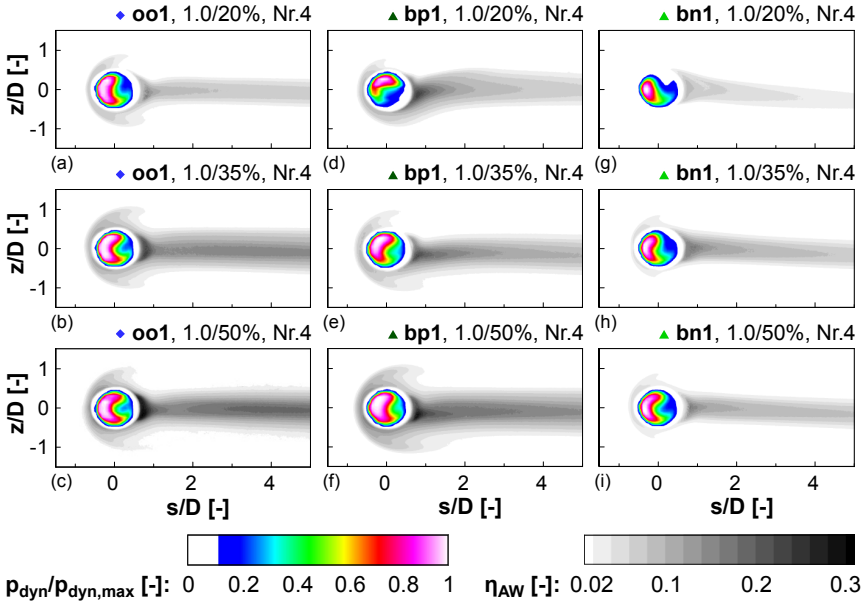 ◆ oo1, 1.0/20%, Nr.4
▲ bp1, 1.0/20%, Nr.4
▲ bn1, 1.0/20%, Nr.4
z/D [-]
1
0
-1
(a)
(d)
(g)
◆ oo1, 1.0/35%, Nr.4
▲ bp1, 1.0/35%, Nr.4
▲ bn1, 1.0/35%, Nr.4
z/D [-]
1
0
-1
(b)
(e)
(h)
◆ oo1, 1.0/50%, Nr.4
▲ bp1, 1.0/50%, Nr.4
▲ bn1, 1.0/50%, Nr.4
z/D [-]
1
0
-1
(c)
(f)
(i)
0 2 4
0 2 4
0 2 4
s/D [-]
s/D [-]
s/D [-]
pdyn/pdyn,max [-]: 0 0.2 0.4 0.6 0.8 1
ηAW [-]: 0.02 0.1 0.2 0.3